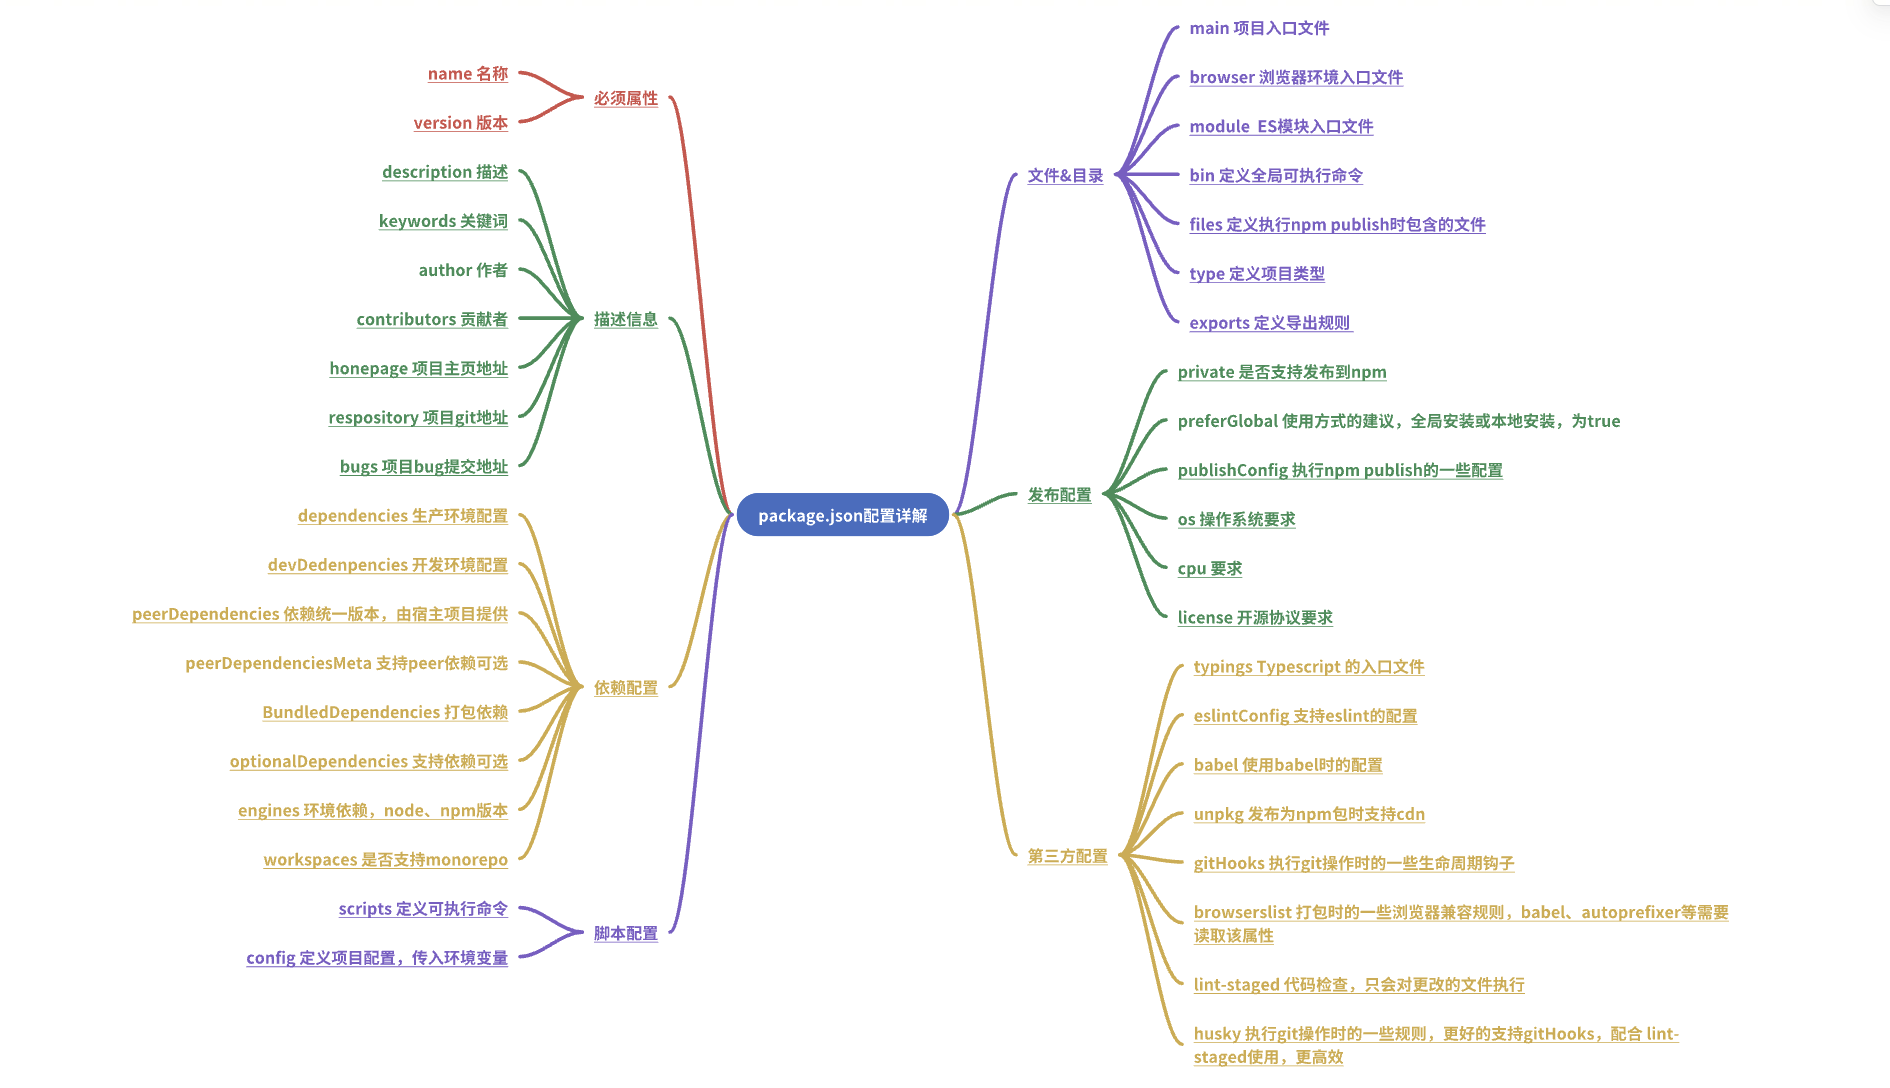 package.json配置详解
必须属性
name 名称
version 版本
描述信息
description 描述
keywords 关键词
author 作者
contributors 贡献者
honepage 项目主页地址
respository 项目git地址
bugs 项目bug提交地址
依赖配置
dependencies 生产环境配置
devDedenpencies 开发环境配置
peerDependencies 依赖统一版本，由宿主项目提供
peerDependenciesMeta 支持peer依赖可选
BundledDependencies 打包依赖
optionalDependencies 支持依赖可选
engines 环境依赖，node、npm版本
workspaces 是否支持monorepo
脚本配置
scripts 定义可执行命令
config 定义项目配置，传入环境变量
文件&目录
main 项目入口文件
browser 浏览器环境入口文件
module  ES模块入口文件
bin 定义全局可执行命令
files 定义执行npm publish时包含的文件
type 定义项目类型
exports 定义导出规则
发布配置
private 是否支持发布到npm
preferGlobal 使用方式的建议，全局安装或本地安装，为true
publishConfig 执行npm publish的一些配置
os 操作系统要求
cpu 要求
license 开源协议要求
第三方配置
typings Typescript 的入口文件
eslintConfig 支持eslint的配置
babel 使用babel时的配置
unpkg 发布为npm包时支持cdn
gitHooks 执行git操作时的一些生命周期钩子
browserslist 打包时的一些浏览器兼容规则，babel、autoprefixer等需要
读取该属性
lint-staged 代码检查，只会对更改的文件执行
husky 执行git操作时的一些规则，更好的支持gitHooks，配合 lint-
staged使用，更高效